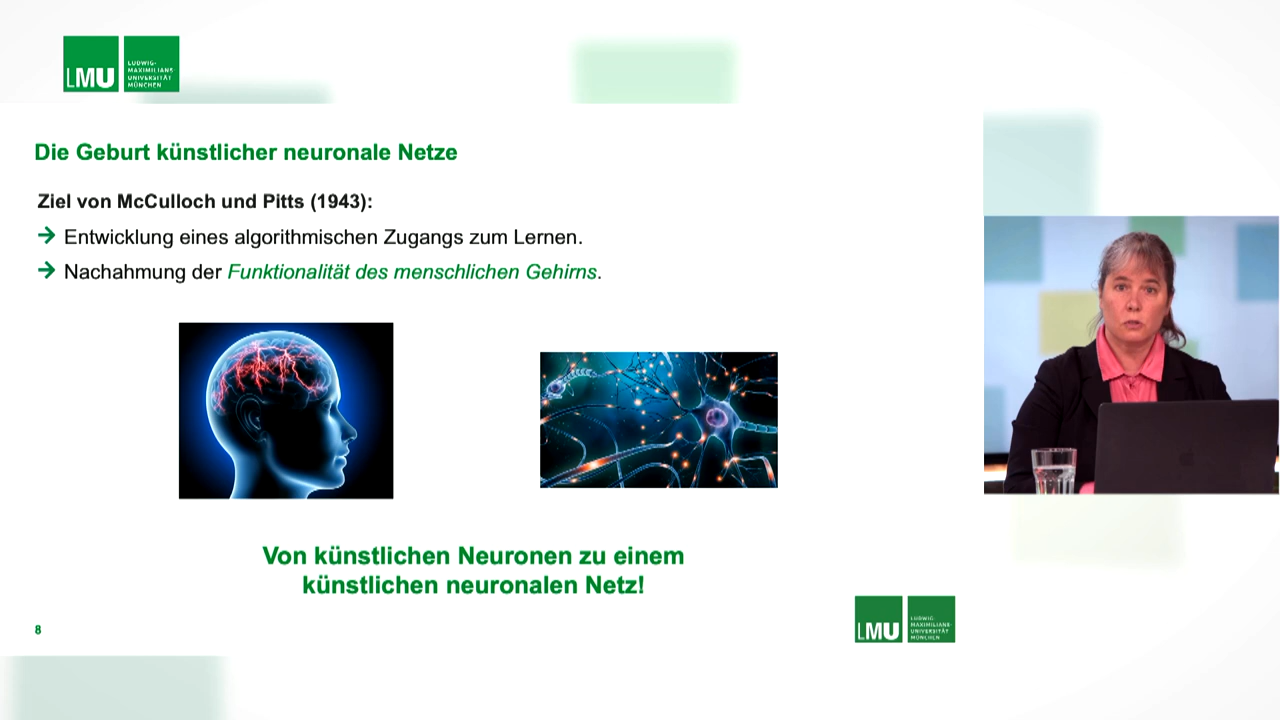 LMU
LUDWIG-
MAXIMILIANS-
UNIVERSITÄT
MÜNCHEN
Die Geburt künstlicher neuronale Netze
Ziel von McCulloch und Pitts (1943):
→ Entwicklung eines algorithmischen Zugangs zum Lernen.
→ Nachahmung der Funktionalität des menschlichen Gehirns.
Von künstlichen Neuronen zu einem
künstlichen neuronalen Netz!
8
LMU
LUDWIG-
MAXIMILIANS-
UNIVERSITÄT
MÜNCHEN